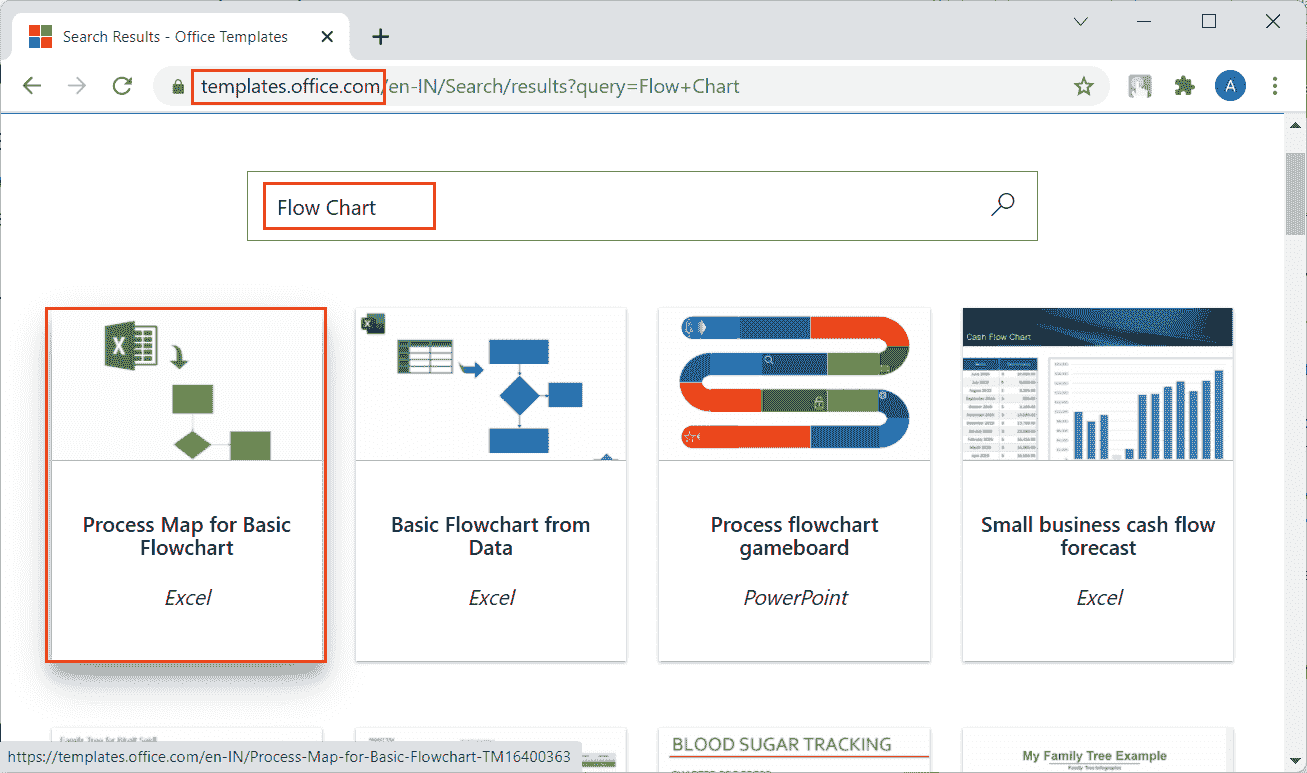 Search Results - Office Templates
templates.office.com/en-IN/Search/results?query=Flow+Chart
A
Flow Chart
X
X
Cash Flow Chart
Process Map for Basic
Flowchart
Excel
Basic Flowchart from
Data
Excel
Process flowchart
gameboard
PowerPoint
Small business cash flow
forecast
Excel
BLOOD SUGAR TRACKING
My Family Tree Example
Family Tree Infographic
https://templates.office.com/en-IN/Process-Map-for-Basic-Flowchart-TM16400363